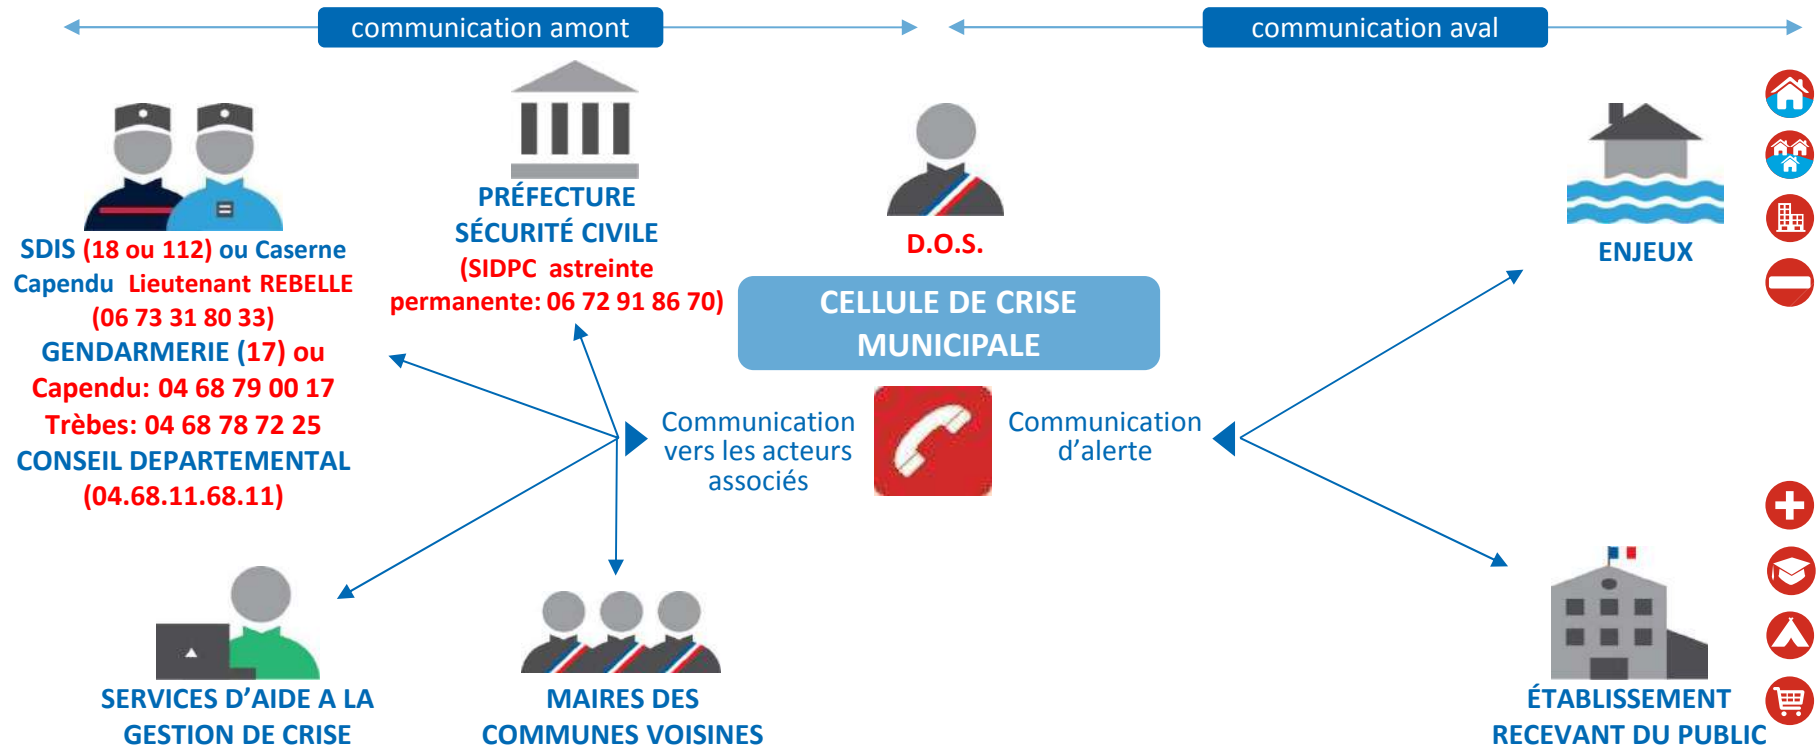 communication amont
communication aval
SDIS (18 ou 112) ou Caserne
Capendu Lieutenant REBELLE
(06 73 31 80 33)
GENDARMERIE (17) ou
Capendu: 04 68 79 00 17
Trèbes: 04 68 78 72 25
CONSEIL DEPARTEMENTAL
(04.68.11.68.11)
PRÉFECTURE
SÉCURITÉ CIVILE
(SIDPC astreinte
permanente: 06 72 91 86 70)
D.O.S.
CELLULE DE CRISE
MUNICIPALE
ENJEUX
Communication
vers les acteurs
associés
Communication
d’alerte
SERVICES D’AIDE A LA
GESTION DE CRISE
MAIRES DES
COMMUNES VOISINES
ÉTABLISSEMENT
RECEVANT DU PUBLIC